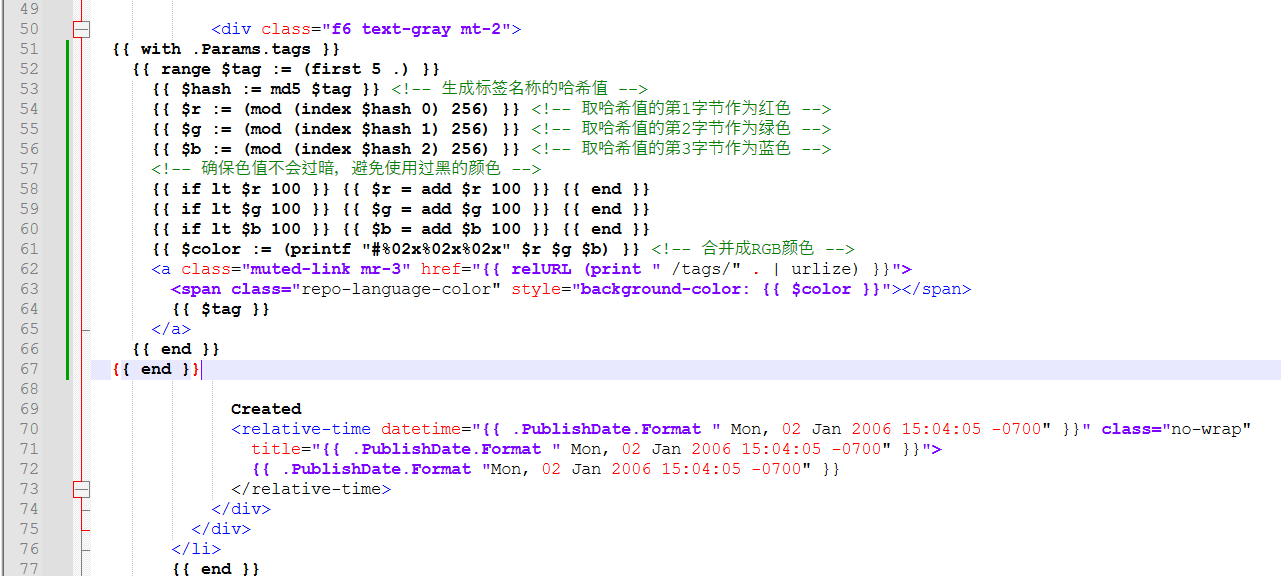 49
50 <div class="f6 text-gray mt-2">
51 {{ with .Params.tags }}
52 {{ range $tag := (first 5 .) }}
53 {{ $hash := md5 $tag }} <!-- 生成标签名称的哈希值 -->
54 {{ $r := (mod (index $hash 0) 256) }} <!-- 取哈希值的第1字节作为红色 -->
55 {{ $g := (mod (index $hash 1) 256) }} <!-- 取哈希值的第2字节作为绿色 -->
56 {{ $b := (mod (index $hash 2) 256) }} <!-- 取哈希值的第3字节作为蓝色 -->
57 <!-- 确保色值不会过暗，避免使用过黑的颜色 -->
58 {{ if lt $r 100 }} {{ $r = add $r 100 }} {{ end }}
59 {{ if lt $g 100 }} {{ $g = add $g 100 }} {{ end }}
60 {{ if lt $b 100 }} {{ $b = add $b 100 }} {{ end }}
61 {{ $color := (printf "#%02x%02x%02x" $r $g $b) }} <!-- 合并成RGB颜色 -->
62 <a class="muted-link mr-3" href="{{ relURL (print " /tags/" . | urlize) }}">
63 <span class="repo-language-color" style="background-color: {{ $color }}"></span>
64 {{ $tag }}
65 </a>
66 {{ end }}
67 {{ end }}
68
69 Created
70 <relative-time datetime="{{ .PublishDate.Format " Mon, 02 Jan 2006 15:04:05 -0700" }}" class="no-wrap"
71 title="{{ .PublishDate.Format " Mon, 02 Jan 2006 15:04:05 -0700" }}">
72 {{ .PublishDate.Format "Mon, 02 Jan 2006 15:04:05 -0700" }}
73 </relative-time>
74 </div>
75 </div>
76 </li>
77 {{ end }}